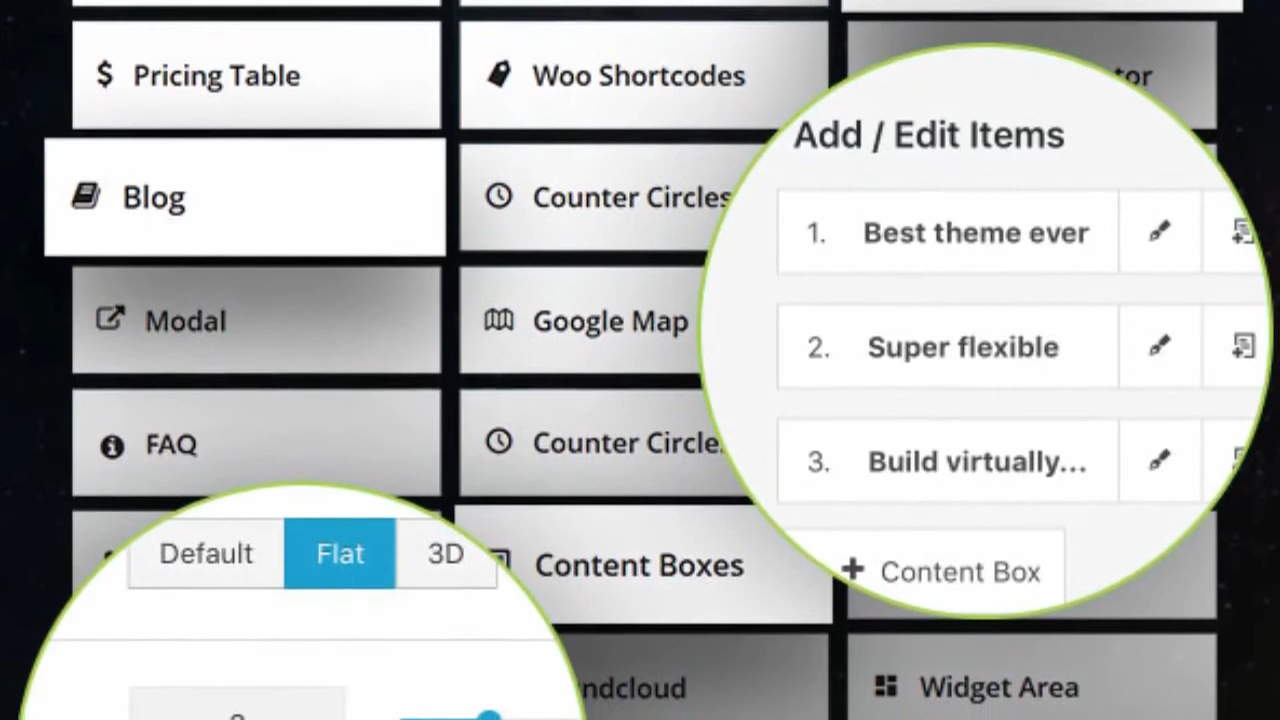 Pricing Table
Woo Shortcodes
Blog
Counter Circles
Modal
Google Map
FAQ
Content Boxes
Widget Area
Add / Edit Items
1. Best theme ever
2. Super flexible
3. Build virtually...
+ Content Box
Default
Flat
3D